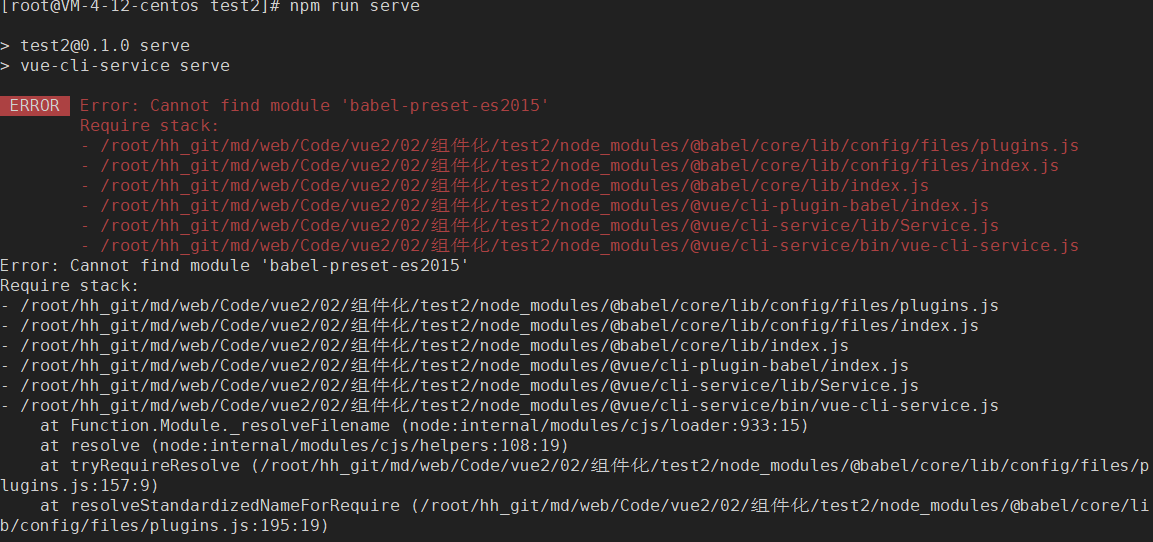 [root@VM-4-12-centos test2]# npm run serve
> test2@0.1.0 serve
> vue-cli-service serve
ERROR  Error: Cannot find module 'babel-preset-es2015'
Require stack:
- /root/hh_git/md/web/Code/vue2/02/组件化/test2/node_modules/@babel/core/lib/config/files/plugins.js
- /root/hh_git/md/web/Code/vue2/02/组件化/test2/node_modules/@babel/core/lib/config/files/index.js
- /root/hh_git/md/web/Code/vue2/02/组件化/test2/node_modules/@babel/core/lib/index.js
- /root/hh_git/md/web/Code/vue2/02/组件化/test2/node_modules/@vue/cli-plugin-babel/index.js
- /root/hh_git/md/web/Code/vue2/02/组件化/test2/node_modules/@vue/cli-service/lib/Service.js
- /root/hh_git/md/web/Code/vue2/02/组件化/test2/node_modules/@vue/cli-service/bin/vue-cli-service.js
Error: Cannot find module 'babel-preset-es2015'
Require stack:
- /root/hh_git/md/web/Code/vue2/02/组件化/test2/node_modules/@babel/core/lib/config/files/plugins.js
- /root/hh_git/md/web/Code/vue2/02/组件化/test2/node_modules/@babel/core/lib/config/files/index.js
- /root/hh_git/md/web/Code/vue2/02/组件化/test2/node_modules/@babel/core/lib/index.js
- /root/hh_git/md/web/Code/vue2/02/组件化/test2/node_modules/@vue/cli-plugin-babel/index.js
- /root/hh_git/md/web/Code/vue2/02/组件化/test2/node_modules/@vue/cli-service/lib/Service.js
- /root/hh_git/md/web/Code/vue2/02/组件化/test2/node_modules/@vue/cli-service/bin/vue-cli-service.js
at Function.Module._resolveFilename (node:internal/modules/cjs/loader:933:15)
at resolve (node:internal/modules/cjs/helpers:108:19)
at tryRequireResolve (/root/hh_git/md/web/Code/vue2/02/组件化/test2/node_modules/@babel/core/lib/config/files/p
lugins.js:157:9)
at resolveStandardizedNameForRequire (/root/hh_git/md/web/Code/vue2/02/组件化/test2/node_modules/@babel/core/li
b/config/files/plugins.js:195:19)